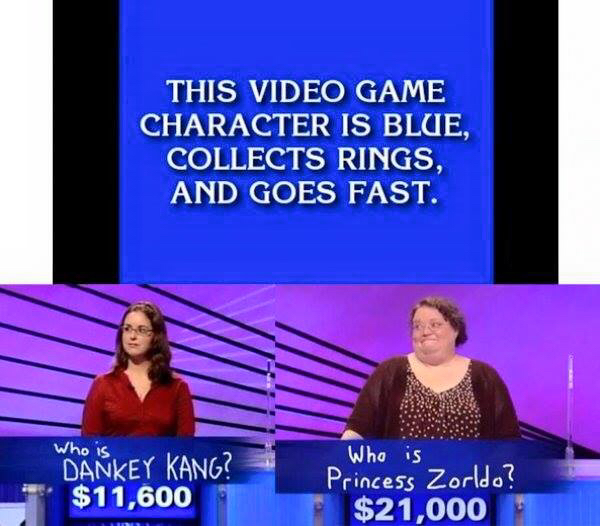 THIS VIDEO GAME
CHARACTER IS BLUE,
COLLECTS RINGS,
AND GOES FAST.
Who is
DANKEY KANG?
$11,600
Who is
Princess Zorldo?
$21,000